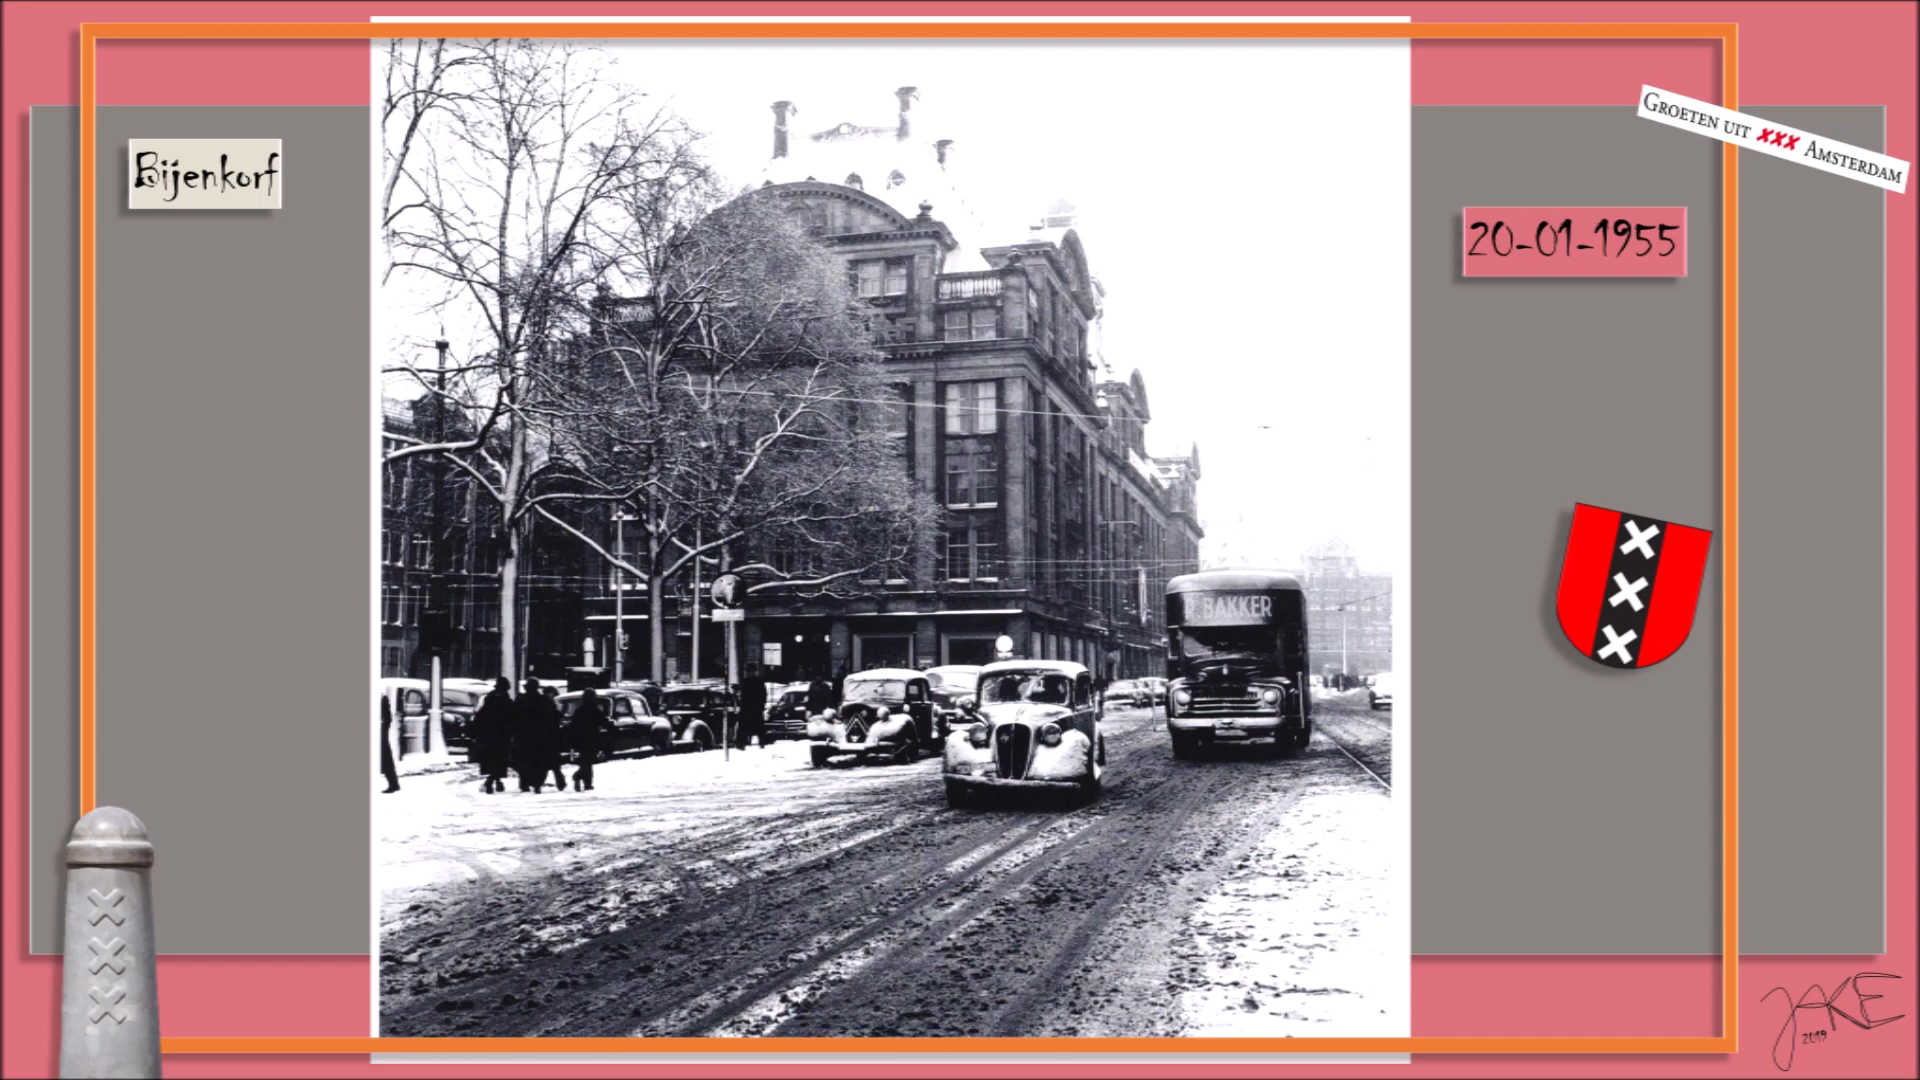 Bijenkorf
GROETEN UIT XXX AMSTERDAM
20-01-1955
BAKKER
JAKE
2019